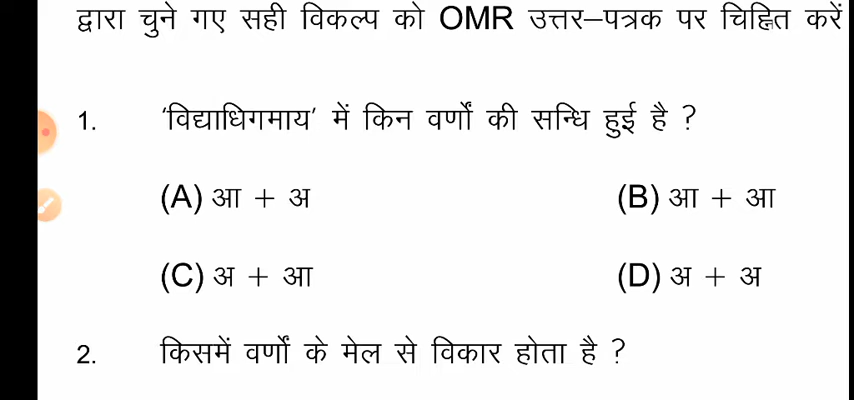 द्वारा चुने गए सही विकल्प को OMR उत्तर–पत्रक पर चिह्नित करें
1. 'विद्याधिगमाय' में किन वर्णों की सन्धि हुई है ?
(A) आ + अ (B) आ + आ
(C) अ + आ (D) अ + अ
2. किसमें वर्णों के मेल से विकार होता है ?